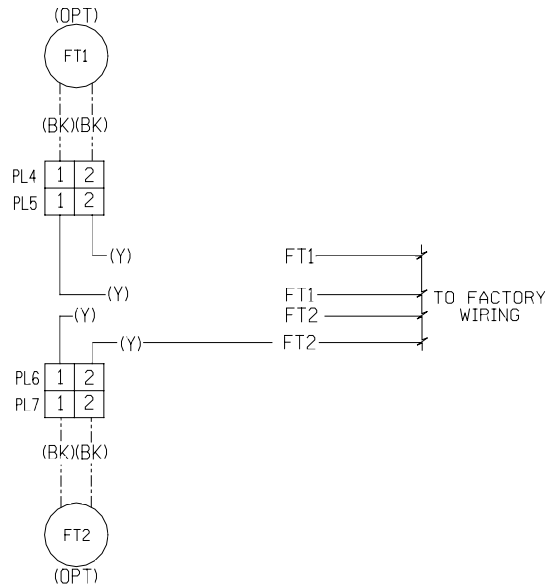 (OPT)
FT1
(BK)(BK)
PL4 1 2
PL5 1 2
(Y) FT1
(Y) FT1 TO FACTORY
(Y) FT2 WIRING
(Y) FT2
PL6 1 2
PL7 1 2
(BK)(BK)
FT2
(OPT)